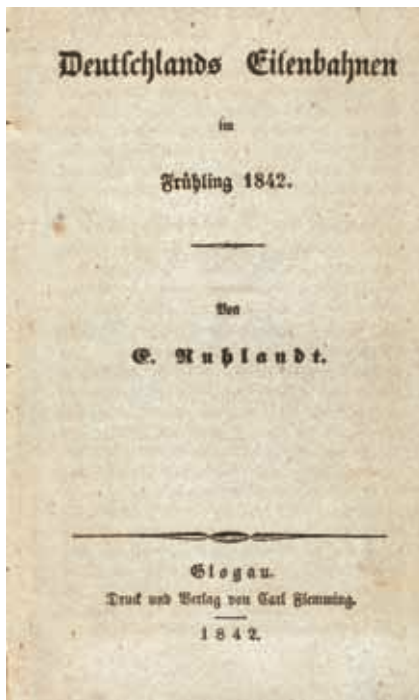 Deutſchlands Eiſenbahnen
im
Frühling 1842.
Von
E. Ruhlandt.
Glogau.
Druck und Verlag von Carl Flemming.
1842.